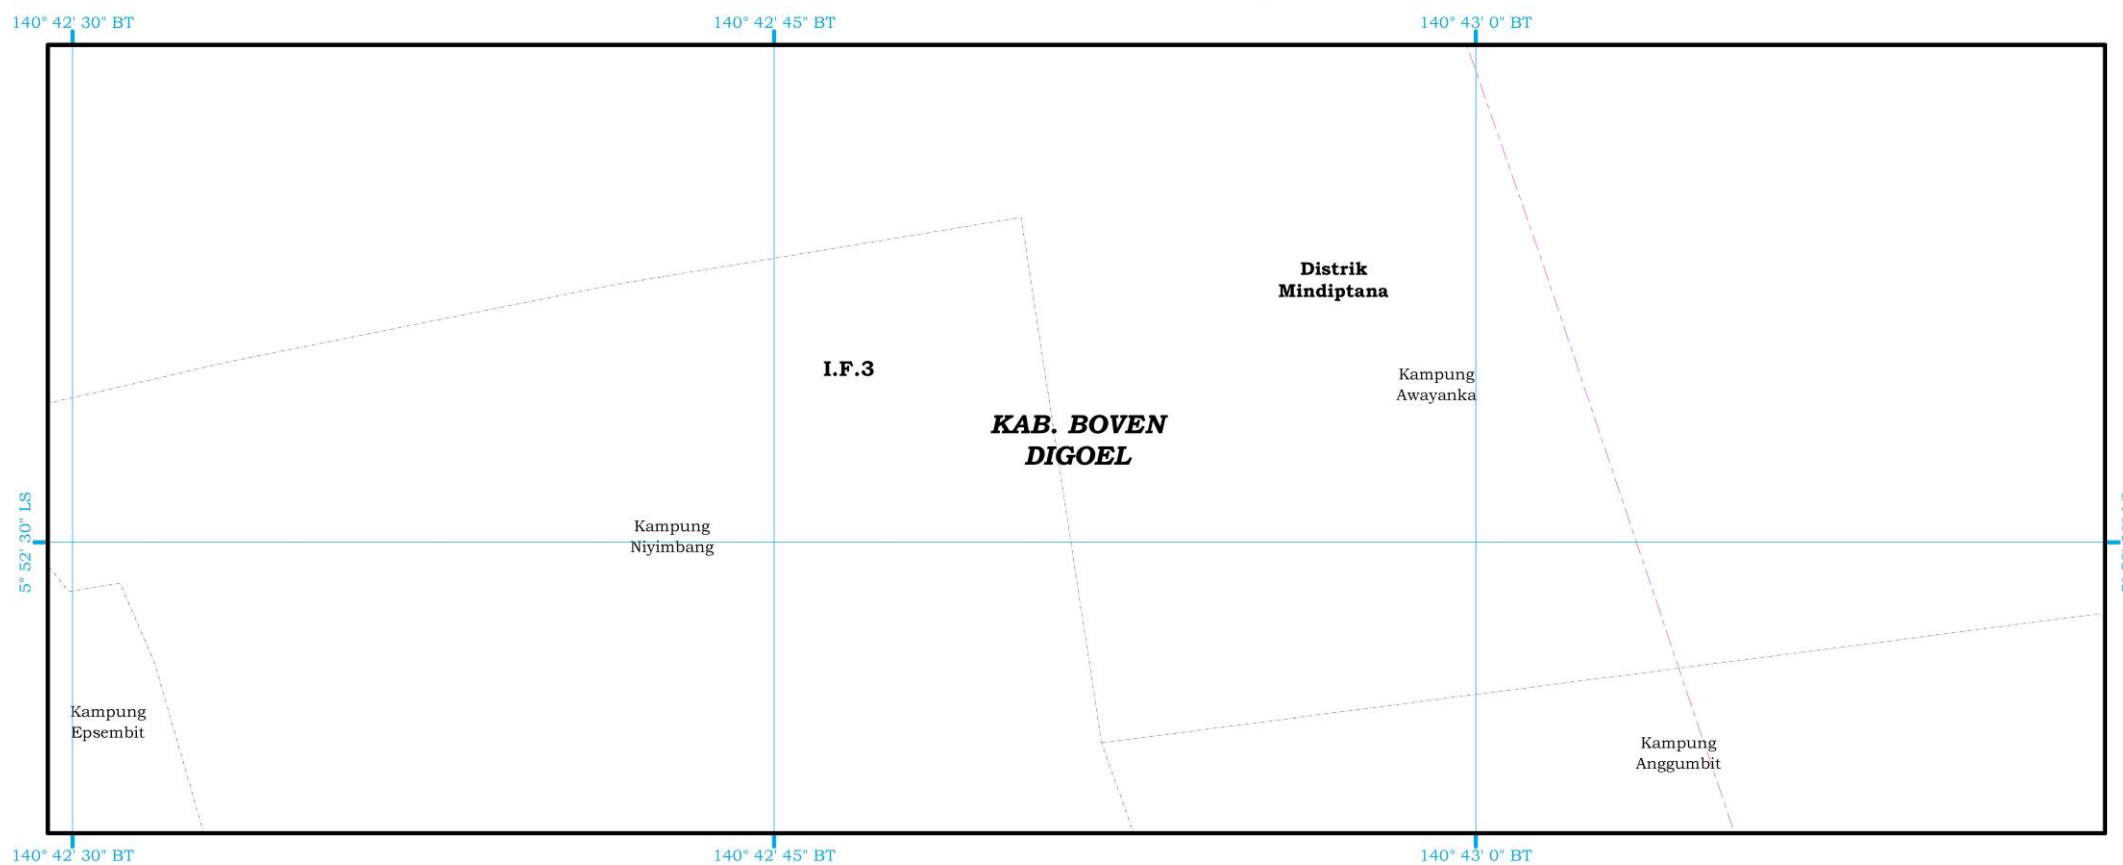 140° 42' 30" BT
140° 42' 45" BT
140° 43' 0" BT
Distrik
Mindiptana
I.F.3
Kampung
Awayanka
KAB. BOVEN
DIGOEL
5° 52' 30" LS
Kampung
Niyimbang
Kampung
Epsembit
Kampung
Anggumbit
140° 42' 30" BT
140° 42' 45" BT
140° 43' 0" BT